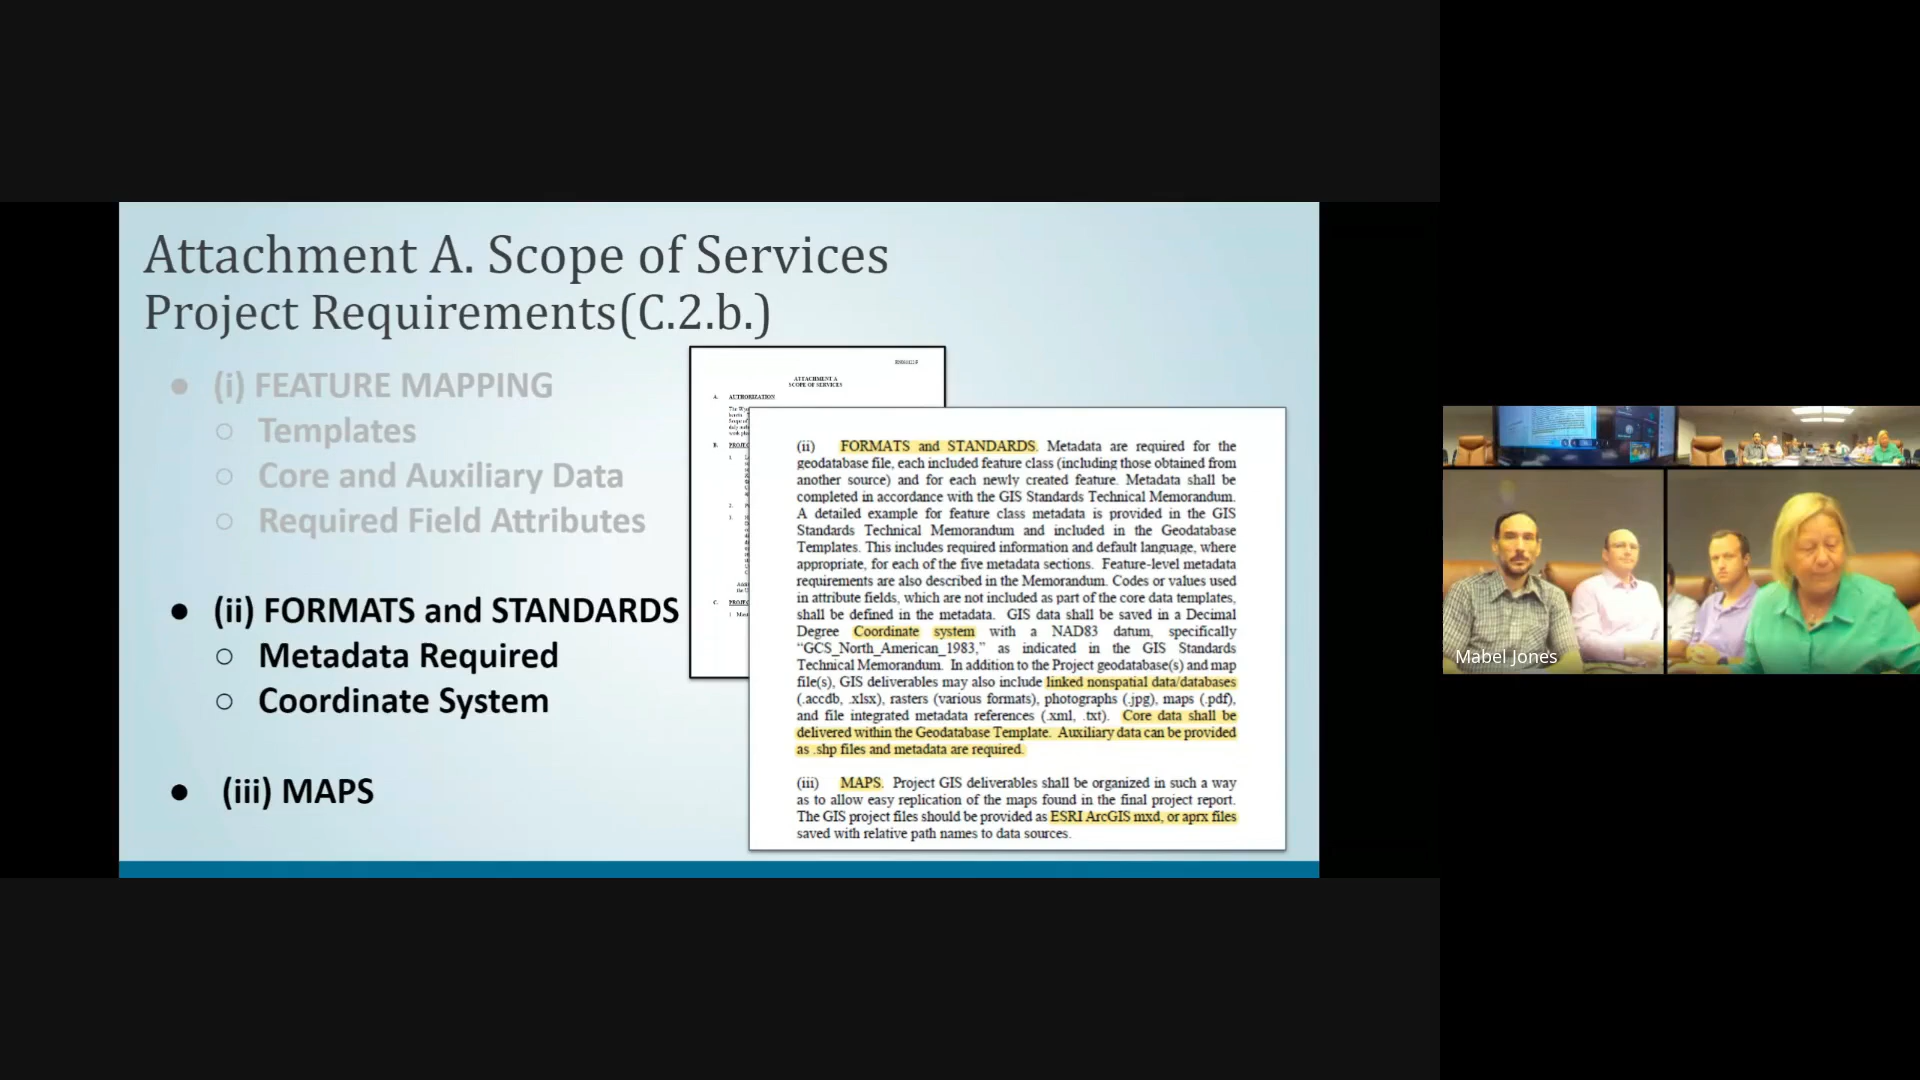 Attachment A. Scope of Services
Project Requirements(C.2.b.)
● (i) FEATURE MAPPING
○ Templates
○ Core and Auxiliary Data
○ Required Field Attributes
● (ii) FORMATS and STANDARDS
○ Metadata Required
○ Coordinate System
● (iii) MAPS
ATTACHMENT A
SCOPE OF SERVICES
A. AUTHORIZATION
B.
1.
2.
C.
(ii) FORMATS and STANDARDS. Metadata are required for the
geodatabase file, each included feature class (including those obtained from
another source) and for each newly created feature. Metadata shall be
completed in accordance with the GIS Standards Technical Memorandum.
A detailed example for feature class metadata is provided in the GIS
Standards Technical Memorandum and included in the Geodatabase
Templates. This includes required information and default language, where
appropriate, for each of the five metadata sections. Feature-level metadata
requirements are also described in the Memorandum. Codes or values used
in attribute fields, which are not included as part of the core data templates,
shall be defined in the metadata. GIS data shall be saved in a Decimal
Degree Coordinate system with a NAD83 datum, specifically
“GCS_North_American_1983,” as indicated in the GIS Standards
Technical Memorandum. In addition to the Project geodatabase(s) and map
file(s), GIS deliverables may also include linked nonspatial data/databases
(.accdb, .xlsx), rasters (various formats), photographs (.jpg), maps (.pdf),
and file integrated metadata references (.xml, .txt). Core data shall be
delivered within the Geodatabase Template. Auxiliary data can be provided
as .shp files and metadata are required.
(iii) MAPS. Project GIS deliverables shall be organized in such a way
as to allow easy replication of the maps found in the final project report.
The GIS project files should be provided as ESRI ArcGIS mxd, or aprx files
saved with relative path names to data sources.
Mabel Jones